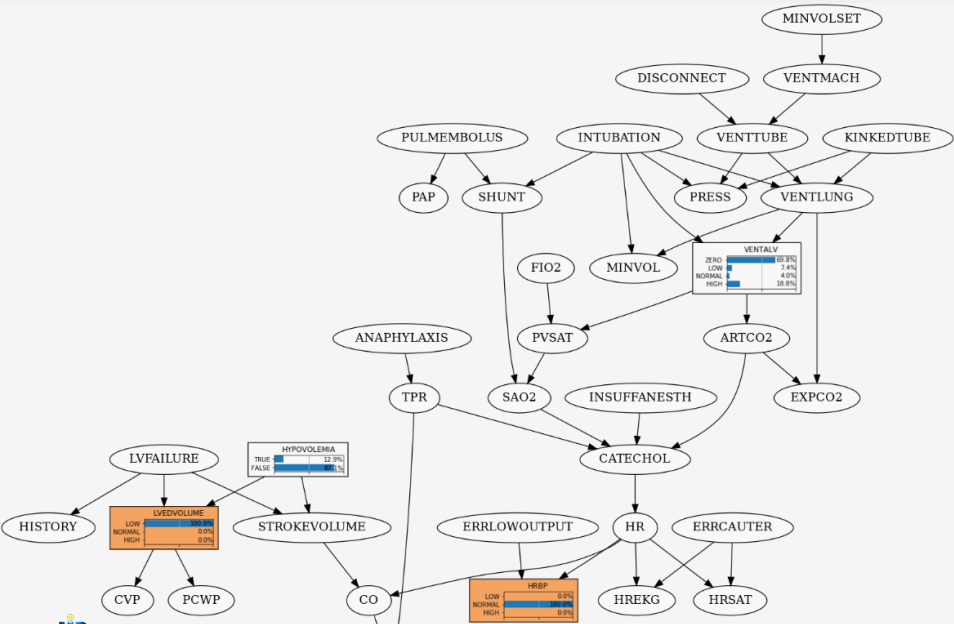 MINVOLSET
DISCONNECT VENTMACH
PULMEMBOLUS INTUBATION VENTTUBE KINKEDTUBE
PAP SHUNT PRESS VENTLUNG
FIO2 MINVOL
VENTALV
ZERO 69.8%
LOW 7.4%
NORMAL 4.0%
HIGH 18.8%
ANAPHYLAXIS PVSAT ARTCO2
TPR SAO2 INSUFFANESTH EXPCO2
LVFAILURE
HYPOVOLEMIA
TRUE 12.9%
FALSE 87.1%
CATECHOL
HISTORY
LVEDVOLUME
LOW 100.0%
NORMAL 0.0%
HIGH 0.0%
STROKEVOLUME ERRLOWOUTPUT HR ERRCAUTER
CVP PCWP CO
HRBP
LOW 0.0%
NORMAL 100.0%
HIGH 0.0%
HREKG HRSAT